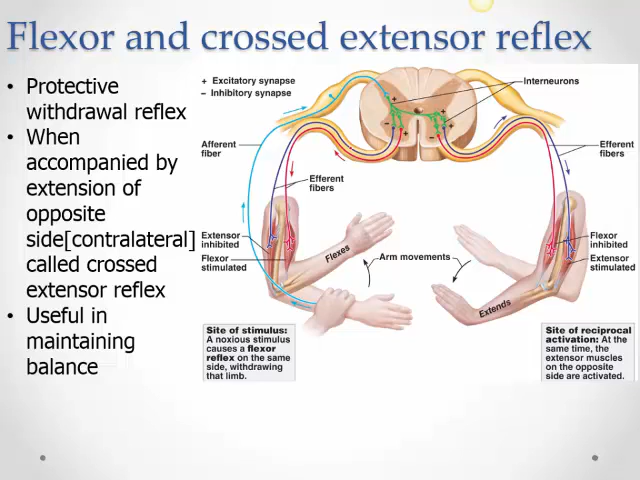 Flexor and crossed extensor reflex
• Protective
withdrawal reflex
• When
accompanied by
extension of
opposite
side[contralateral]
called crossed
extensor reflex
• Useful in
maintaining
balance
+ Excitatory synapse
– Inhibitory synapse
Interneurons
+
+
–
+
–
+
Afferent
fiber
Efferent
fibers
Efferent
fibers
Extensor
inhibited
Flexor
stimulated
Flexes
Arm movements
Flexor
inhibited
Extensor
stimulated
Extends
Site of stimulus:
A noxious stimulus
causes a flexor
reflex on the same
side, withdrawing
that limb.
Site of reciprocal
activation: At the
same time, the
extensor muscles
on the opposite
side are activated.